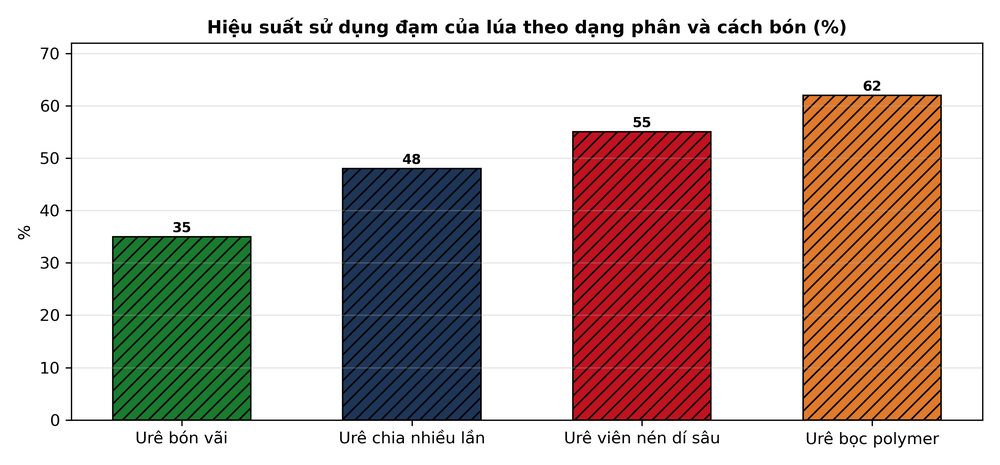 Hiệu suất sử dụng đạm của lúa theo dạng phân và cách bón (%)
70
60
50
40
30
20
10
0
%
35
48
55
62
Urê bón vãi
Urê chia nhiều lần
Urê viên nén dí sâu
Urê bọc polymer